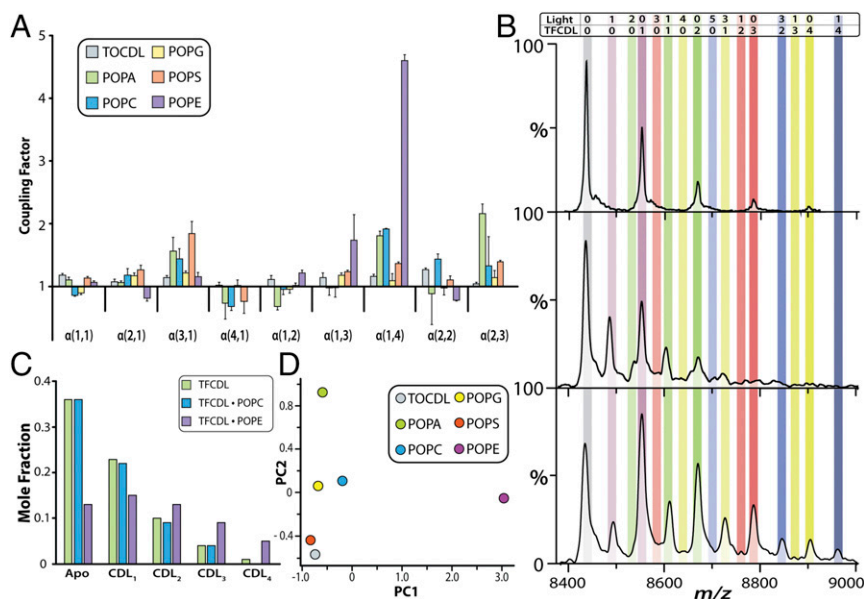 A
TOCDL POPG
POPA POPS
POPC POPE
Coupling Factor
5
4
3
2
1
α(1,1) α(2,1) α(3,1) α(4,1) α(1,2) α(1,3) α(1,4) α(2,2) α(2,3)
B
Light 0 1 2 0 3 1 4 0 5 3 1 0 3 1 0 1
TFCDL 0 0 0 1 0 1 0 2 0 1 2 3 2 3 4 4
100
%
100
%
100
%
0
8400 8600 8800 9000
m/z
C
TFCDL
TFCDL • POPC
TFCDL • POPE
Mole Fraction
0.4
0.3
0.2
0.1
0
Apo CDL1 CDL2 CDL3 CDL4
D
TOCDL POPG
POPA POPS
POPC POPE
PC2
0.8
0.4
0
-0.4
-1.0 0 1.0 2.0 3.0
PC1